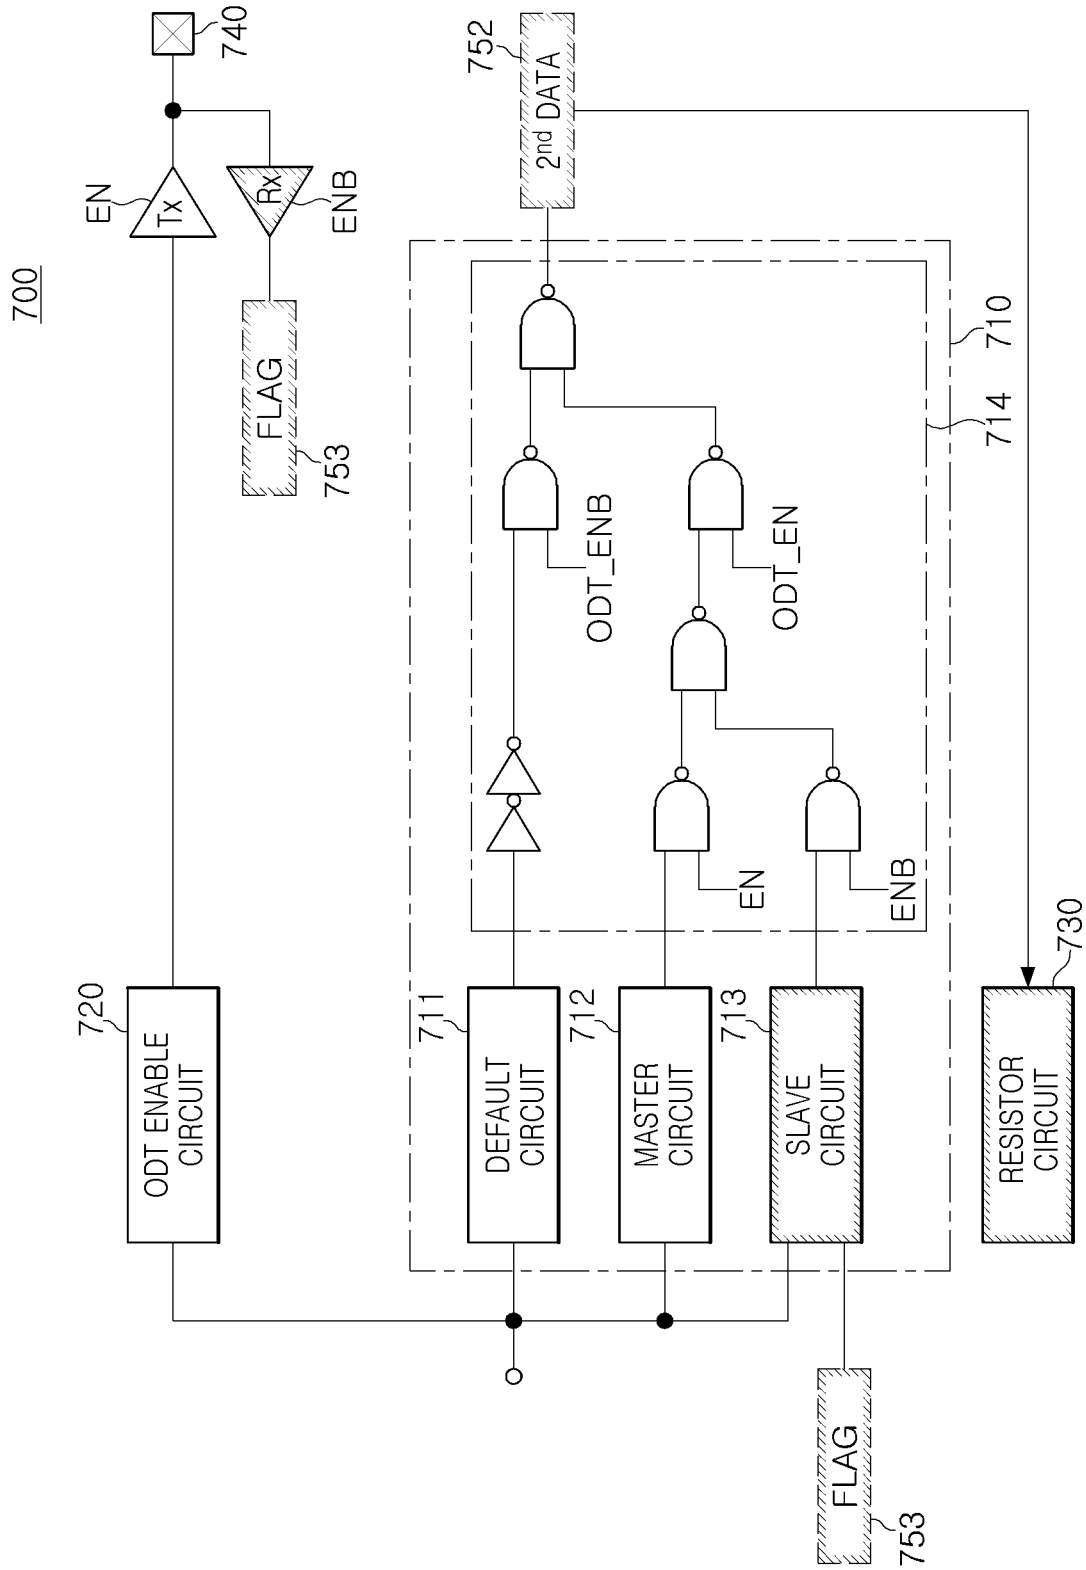 700
720
ODT ENABLE
CIRCUIT
EN
Tx
740
Rx
ENB
FLAG
753
711
DEFAULT
CIRCUIT
712
MASTER
CIRCUIT
713
SLAVE
CIRCUIT
FLAG
753
EN
ENB
ODT_ENB
ODT_EN
2nd DATA
752
714
710
RESISTOR
CIRCUIT
730